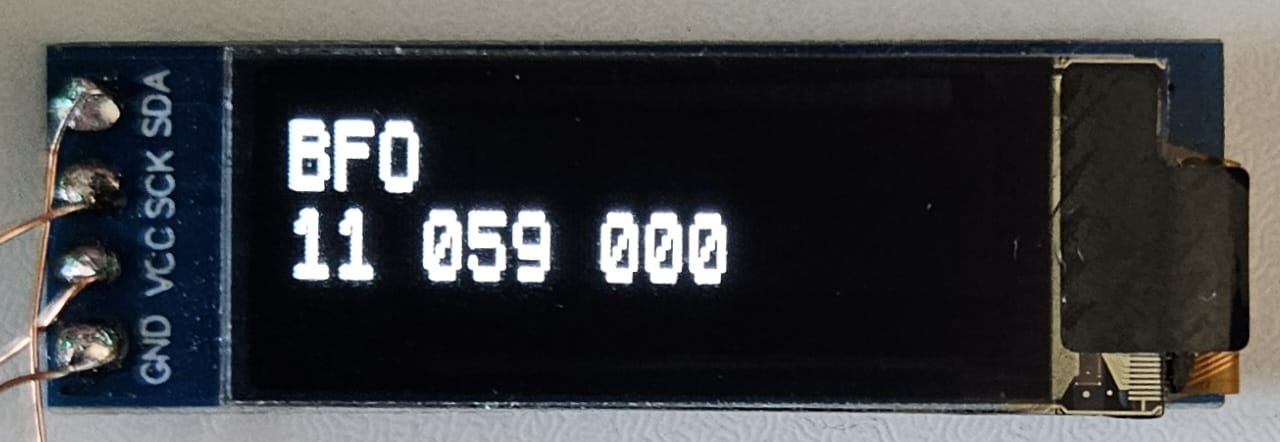 SDA
SCK
VCC
GND
BFO
11 059 000